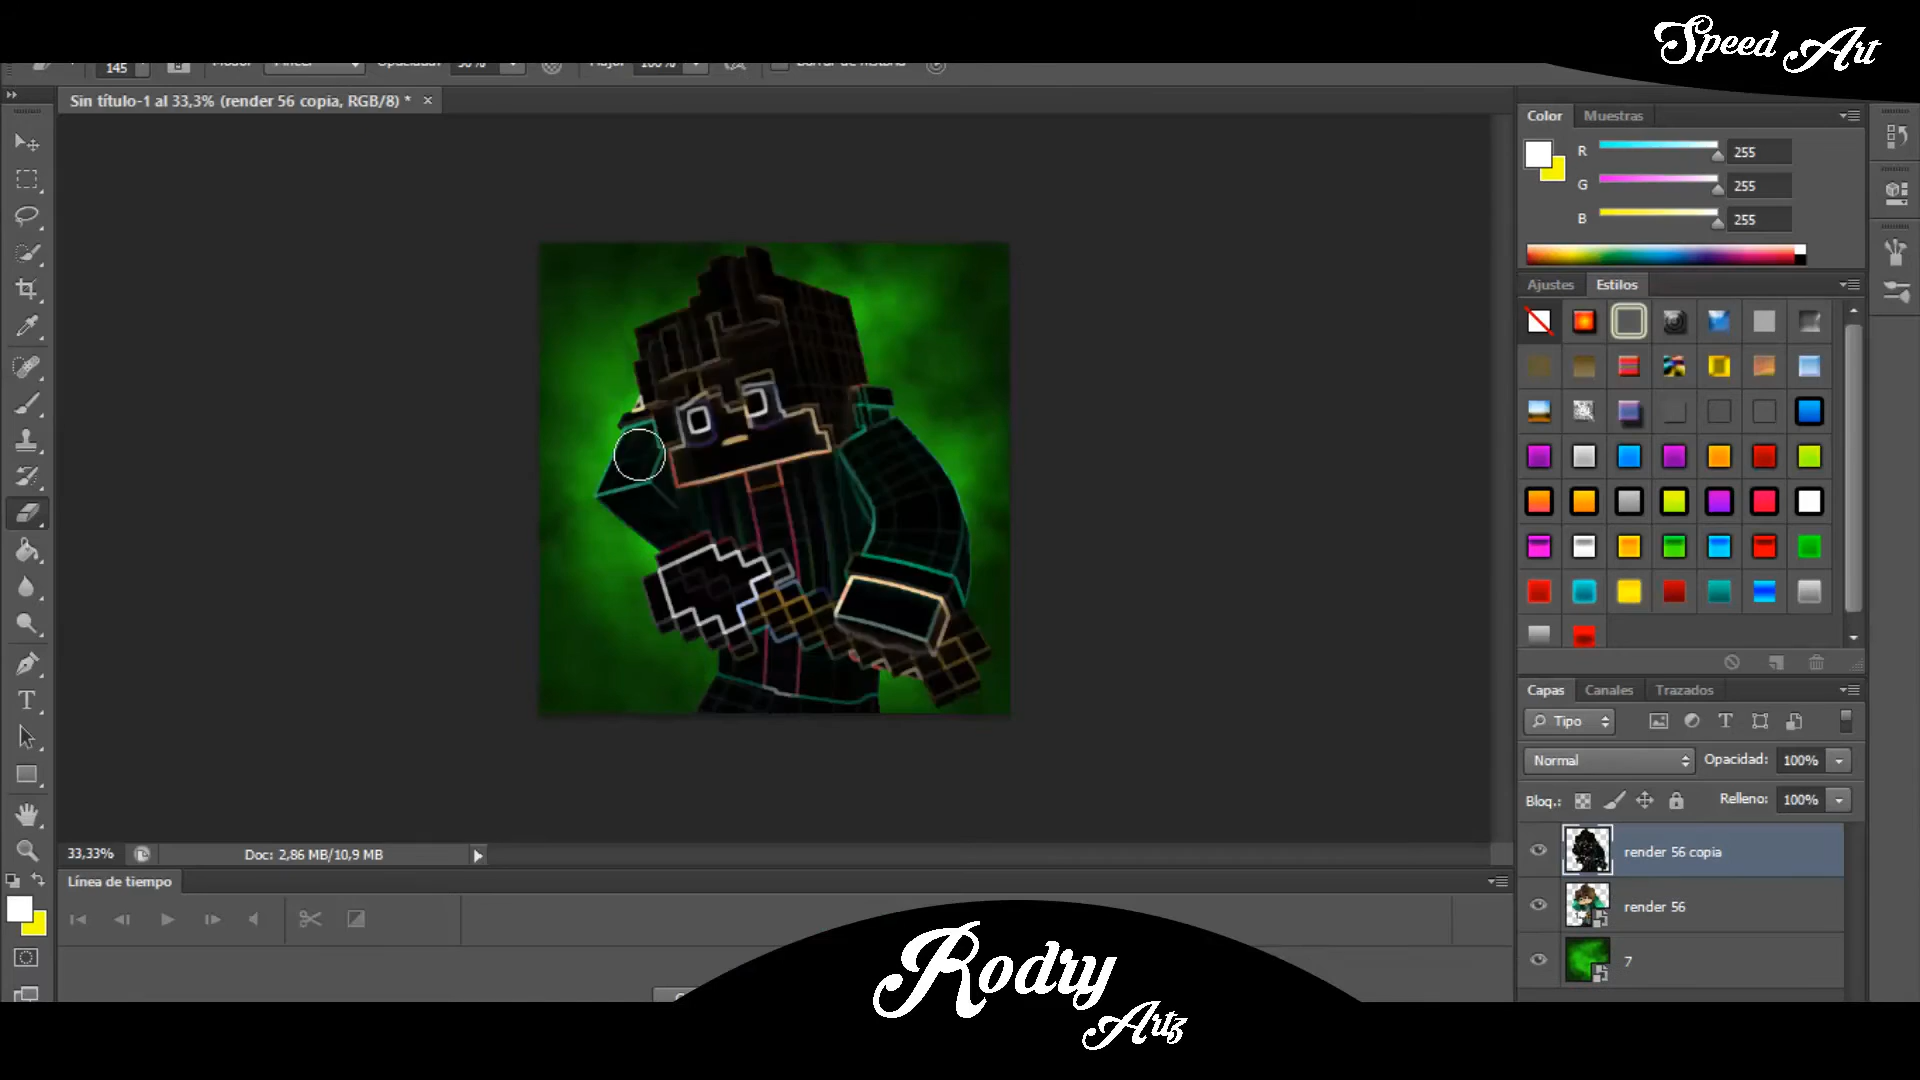 Speed Art
145
Sin título-1 al 33,3% (render 56 copia, RGB/8) * ×
Color Muestras
R 255
G 255
B 255
Ajustes Estilos
Capas Canales Trazados
Tipo
Normal Opacidad: 100%
Bloq.: Relleno: 100%
render 56 copia
render 56
7
33,33% Doc: 2,86 MB/10,9 MB
Línea de tiempo
Rodry
Artz